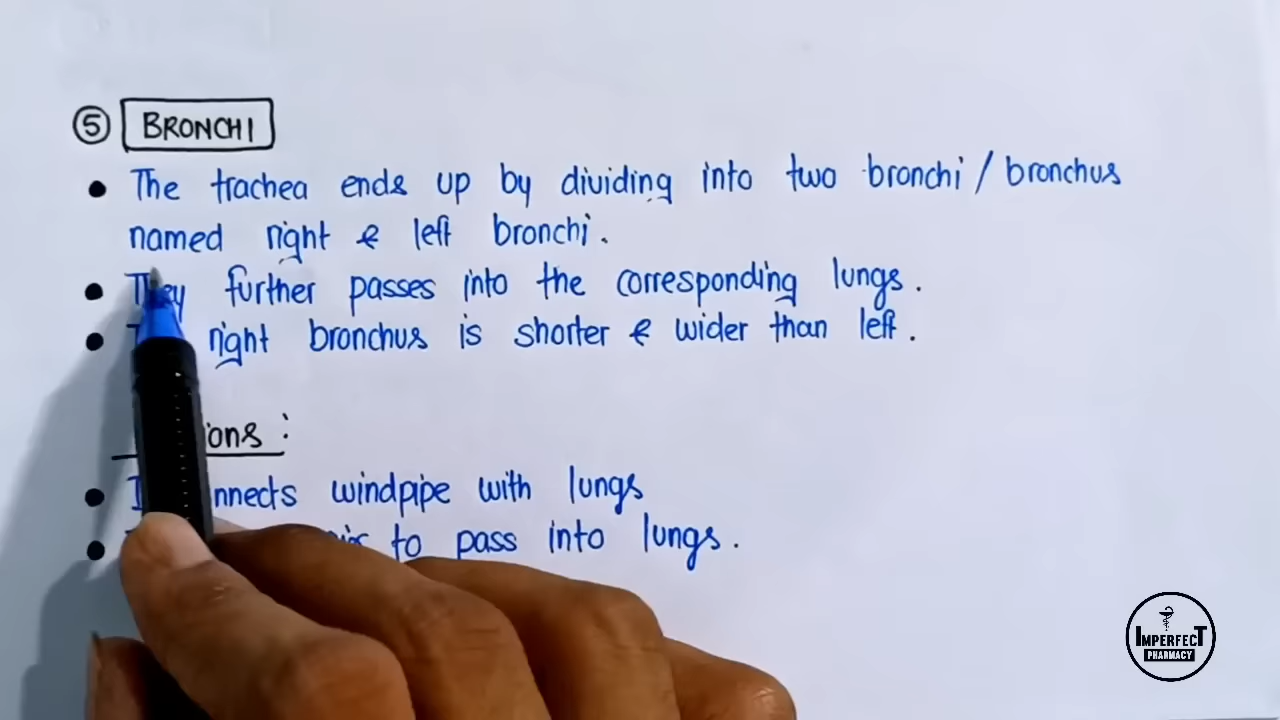 ⑤ BRONCHI
• The trachea ends up by dividing into two bronchi / bronchus
named right & left bronchi.
• They further passes into the corresponding lungs.
• right bronchus is shorter & wider than left.
ons :
• nnects windpipe with lungs
• to pass into lungs.
IMPERFECT
PHARMACY